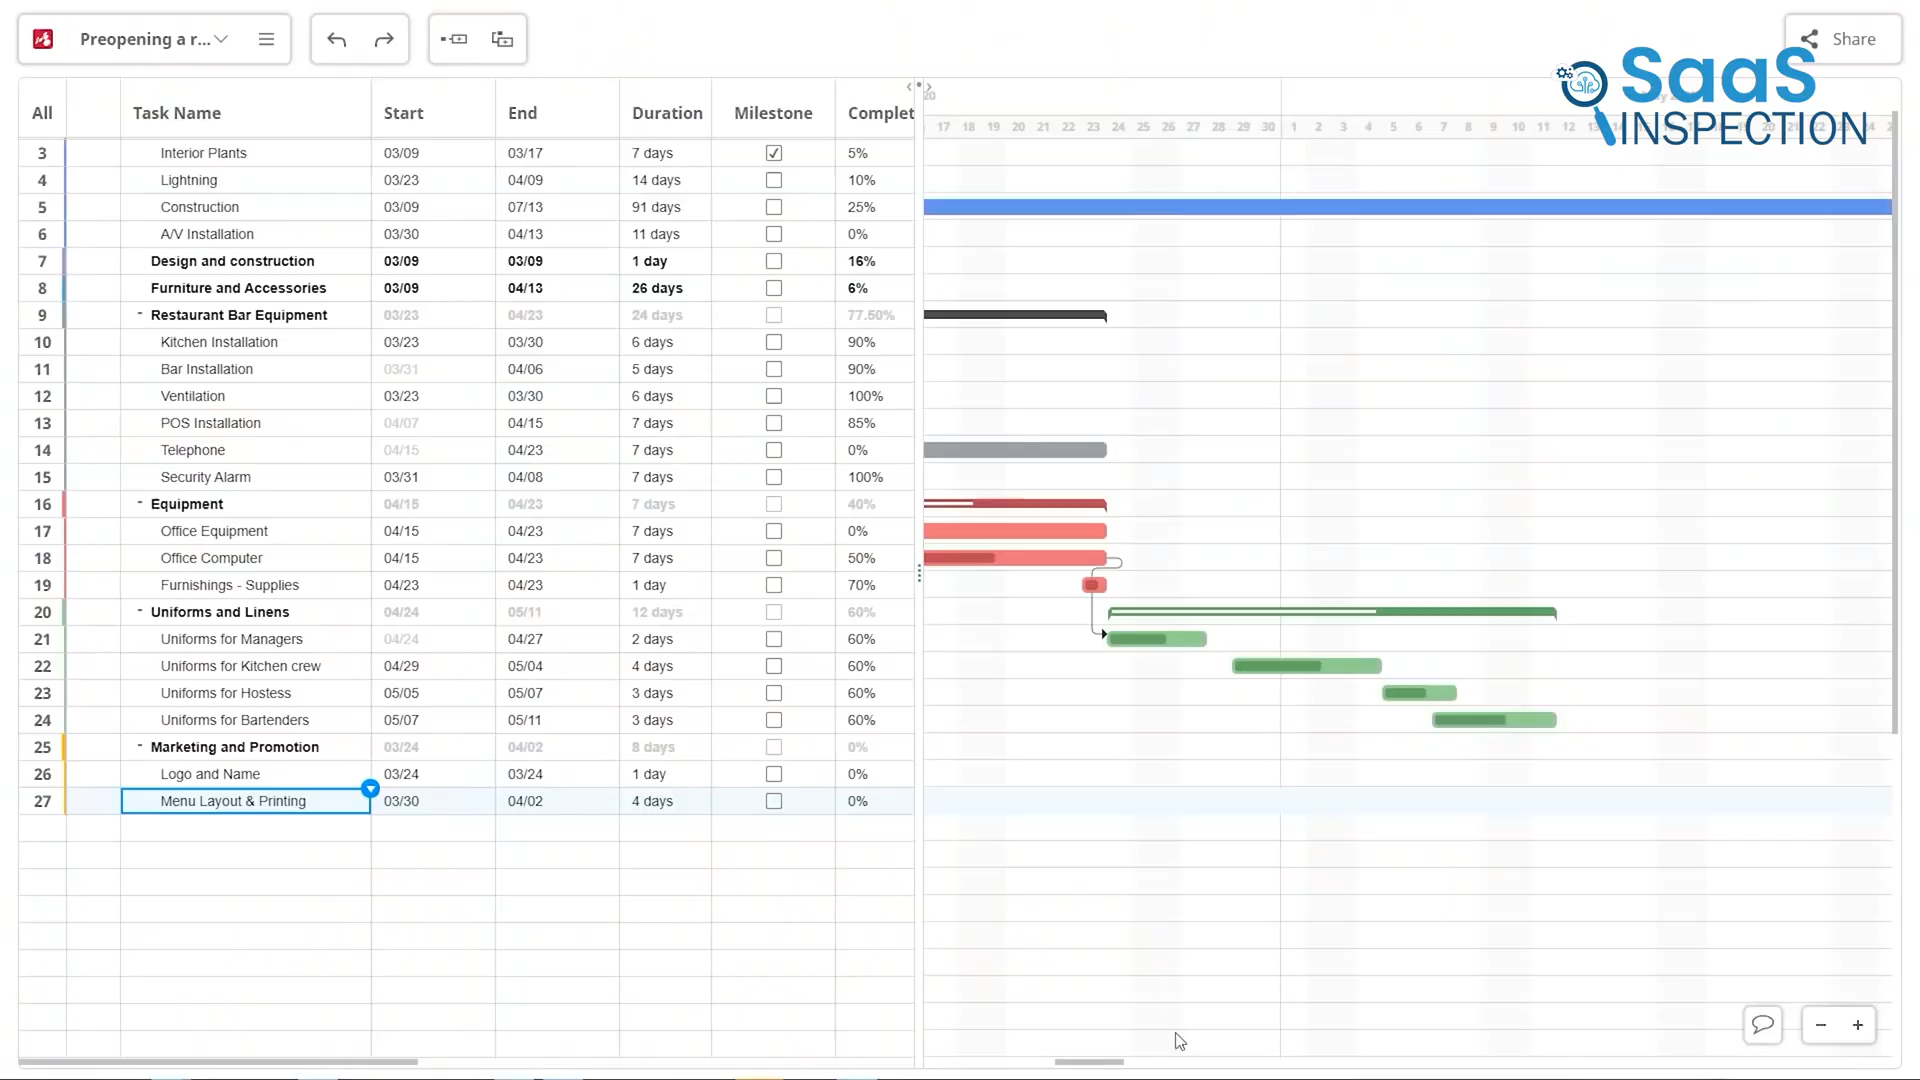 Preopening a r...
Share
SaaS
INSPECTION
All Task Name Start End Duration Milestone Complet
20
17 18 19 20 21 22 23 24 25 26 27 28 29 30 1 2 3 4 5 6 7 8 9 10 11 12
3 Interior Plants 03/09 03/17 7 days 5%
4 Lightning 03/23 04/09 14 days 10%
5 Construction 03/09 07/13 91 days 25%
6 A/V Installation 03/30 04/13 11 days 0%
7 Design and construction 03/09 03/09 1 day 16%
8 Furniture and Accessories 03/09 04/13 26 days 6%
9 - Restaurant Bar Equipment 03/23 04/23 24 days 77.50%
10 Kitchen Installation 03/23 03/30 6 days 90%
11 Bar Installation 03/31 04/06 5 days 90%
12 Ventilation 03/23 03/30 6 days 100%
13 POS Installation 04/07 04/15 7 days 85%
14 Telephone 04/15 04/23 7 days 0%
15 Security Alarm 03/31 04/08 7 days 100%
16 - Equipment 04/15 04/23 7 days 40%
17 Office Equipment 04/15 04/23 7 days 0%
18 Office Computer 04/15 04/23 7 days 50%
19 Furnishings - Supplies 04/23 04/23 1 day 70%
20 - Uniforms and Linens 04/24 05/11 12 days 60%
21 Uniforms for Managers 04/24 04/27 2 days 60%
22 Uniforms for Kitchen crew 04/29 05/04 4 days 60%
23 Uniforms for Hostess 05/05 05/07 3 days 60%
24 Uniforms for Bartenders 05/07 05/11 3 days 60%
25 - Marketing and Promotion 03/24 04/02 8 days 0%
26 Logo and Name 03/24 03/24 1 day 0%
27 Menu Layout & Printing 03/30 04/02 4 days 0%